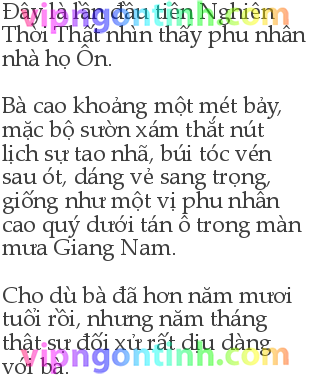 Đây là lần đầu tiên Nghiêm
Thời Thất nhìn thấy phu nhân
nhà họ Ôn.
Bà cao khoảng một mét bảy,
mặc bộ sườn xám thắt nút
lịch sự tao nhã, búi tóc vén
sau ót, dáng vẻ sang trọng,
giống như một vị phu nhân
cao quý dưới tán ô trong màn
mưa Giang Nam.
Cho dù bà đã hơn năm mươi
tuổi rồi, nhưng năm tháng
thật sự đối xử rất dịu dàng
với bà.
vipngontinh.com
vipngontinh.com